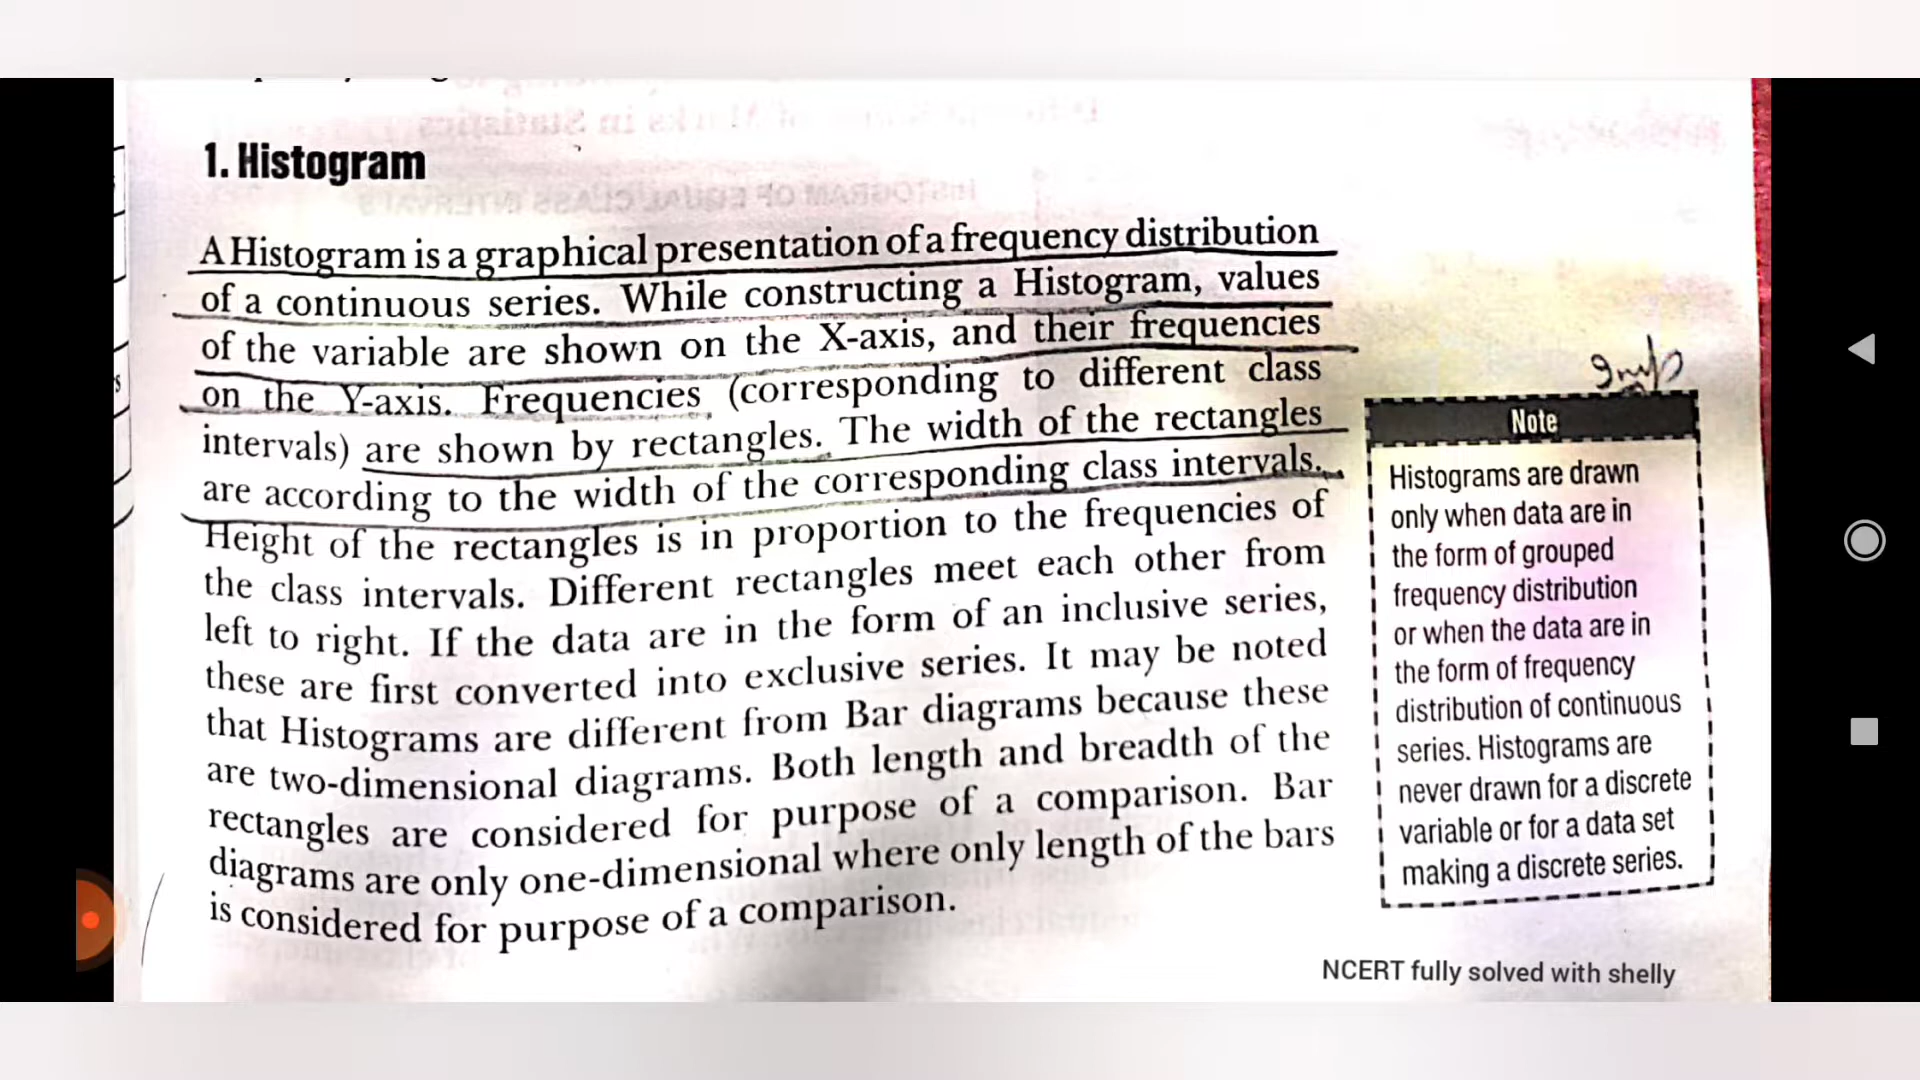 1. Histogram
A Histogram is a graphical presentation of a frequency distribution
of a continuous series. While constructing a Histogram, values
of the variable are shown on the X-axis, and their frequencies
on the Y-axis. Frequencies (corresponding to different class
intervals) are shown by rectangles. The width of the rectangles
are according to the width of the corresponding class intervals.
Height of the rectangles is in proportion to the frequencies of
the class intervals. Different rectangles meet each other from
left to right. If the data are in the form of an inclusive series,
these are first converted into exclusive series. It may be noted
that Histograms are different from Bar diagrams because these
are two-dimensional diagrams. Both length and breadth of the
rectangles are considered for purpose of a comparison. Bar
diagrams are only one-dimensional where only length of the bars
is considered for purpose of a comparison.
Note
Histograms are drawn
only when data are in
the form of grouped
frequency distribution
or when the data are in
the form of frequency
distribution of continuous
series. Histograms are
never drawn for a discrete
variable or for a data set
making a discrete series.
NCERT fully solved with shelly